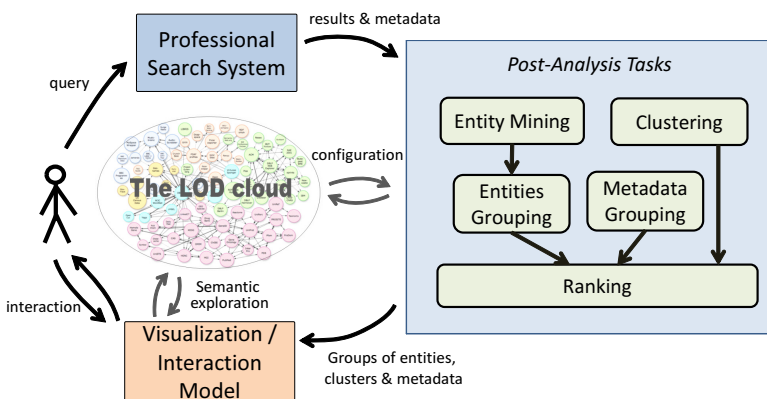 results & metadata
Professional
Search System
query
Post-Analysis Tasks
Entity Mining
Clustering
configuration
The LOD cloud
Entities
Grouping
Metadata
Grouping
Ranking
Semantic
exploration
interaction
Visualization /
Interaction
Model
Groups of entities,
clusters & metadata